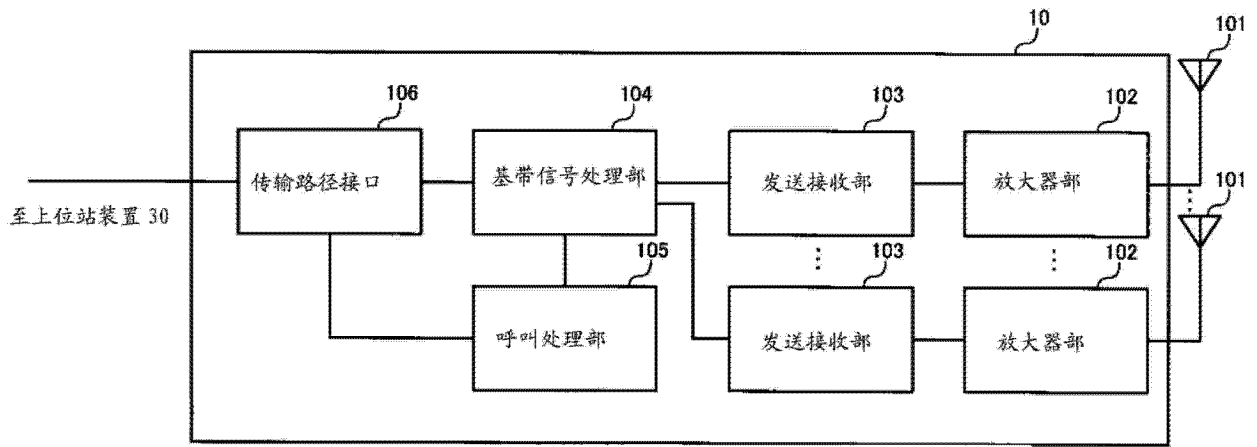 10
101
106
104
103
102
传输路径接口
基带信号处理部
发送接收部
放大器部
至上位站装置 30
101
105
103
102
呼叫处理部
发送接收部
放大器部